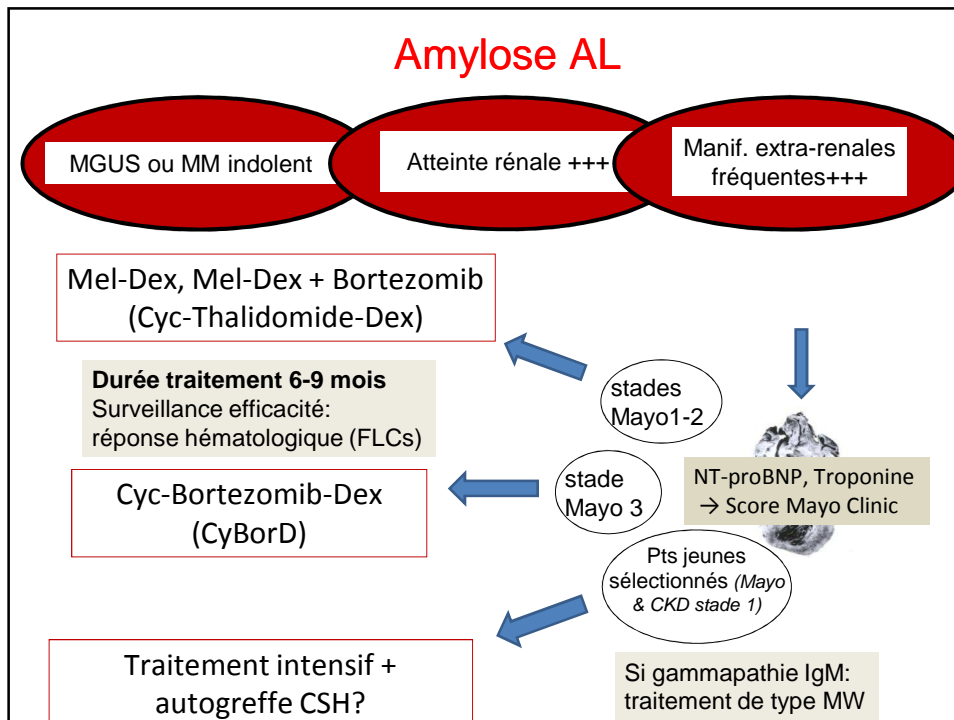 Amylose AL
MGUS ou MM indolent
Atteinte rénale +++
Manif. extra-renales
fréquentes+++
Mel-Dex, Mel-Dex + Bortezomib
(Cyc-Thalidomide-Dex)
Durée traitement 6-9 mois
Surveillance efficacité:
réponse hématologique (FLCs)
stades
Mayo1-2
stade
Mayo 3
NT-proBNP, Troponine
→ Score Mayo Clinic
Cyc-Bortezomib-Dex
(CyBorD)
Pts jeunes
sélectionnés (Mayo
& CKD stade 1)
Traitement intensif +
autogreffe CSH?
Si gammapathie IgM:
traitement de type MW